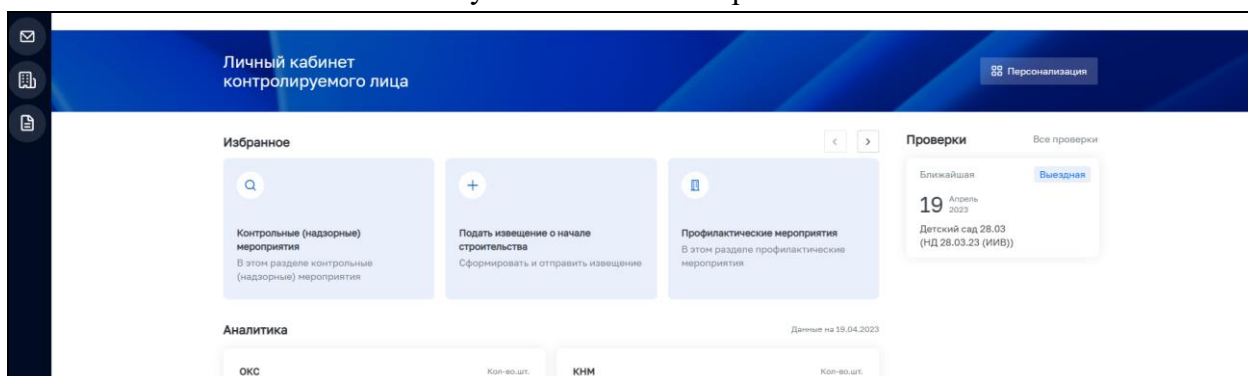 Личный кабинет
контролируемого лица
Персонализация
Избранное
Контрольные (надзорные)
мероприятия
В этом разделе контрольные
(надзорные) мероприятия
Подать извещение о начале
строительства
Сформировать и отправить извещение
Профилактические мероприятия
В этом разделе профилактические
мероприятия
Проверки
Все проверки
Ближайшая
Выездная
19 Апрель
2023
Детский сад 28.03
(НД 28.03.23 (ИИВ))
Аналитика
Данные на 19.04.2023
ОКС
Кол-во.шт.
КНМ
Кол-во.шт.